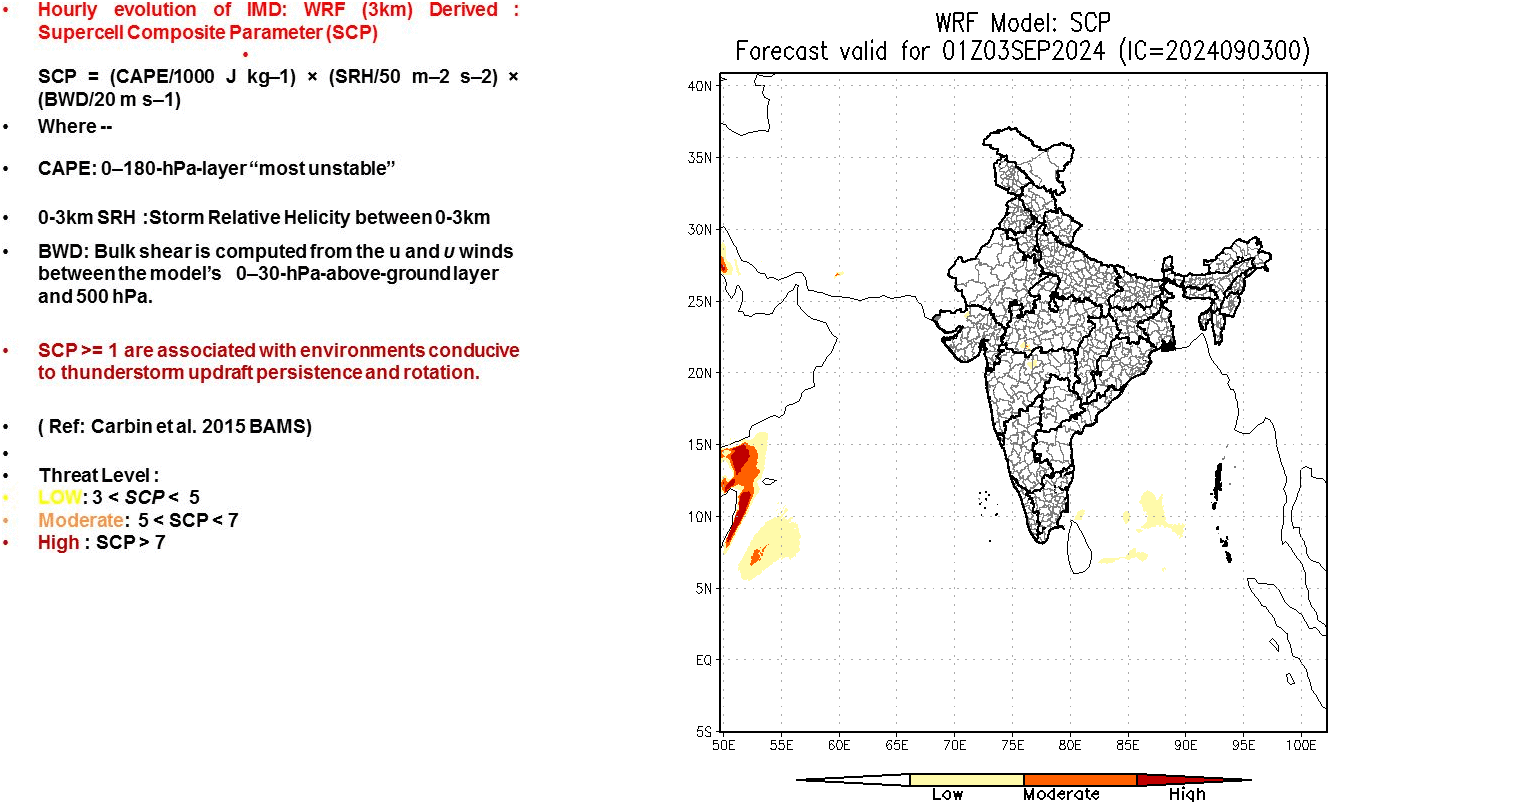 Hourly evolution of IMD: WRF (3km) Derived :
Supercell Composite Parameter (SCP)
SCP = (CAPE/1000 J kg–1) × (SRH/50 m–2 s–2) ×
(BWD/20 m s–1)
Where --
CAPE: 0–180-hPa-layer “most unstable”
0-3km SRH :Storm Relative Helicity between 0-3km
BWD: Bulk shear is computed from the u and υ winds
between the model’s 0–30-hPa-above-ground layer
and 500 hPa.
SCP >= 1 are associated with environments conducive
to thunderstorm updraft persistence and rotation.
( Ref: Carbin et al. 2015 BAMS)
Threat Level :
LOW: 3 < SCP < 5
Moderate: 5 < SCP < 7
High : SCP > 7
WRF Model: SCP
Forecast valid for 01Z03SEP2024 (IC=2024090300)
40N
35N
30N
25N
20N
15N
10N
5N
EQ
5S
50E 55E 60E 65E 70E 75E 80E 85E 90E 95E 100E
Low Moderate High